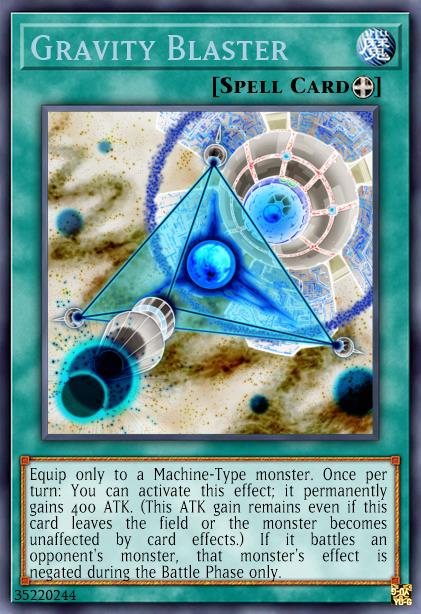 GRAVITY BLASTER
魔
[SPELL CARD]
Equip only to a Machine-Type monster. Once per
turn: You can activate this effect; it permanently
gains 400 ATK. (This ATK gain remains even if this
card leaves the field or the monster becomes
unaffected by card effects.) If it battles an
opponent's monster, that monster's effect is
negated during the Battle Phase only.
35220244